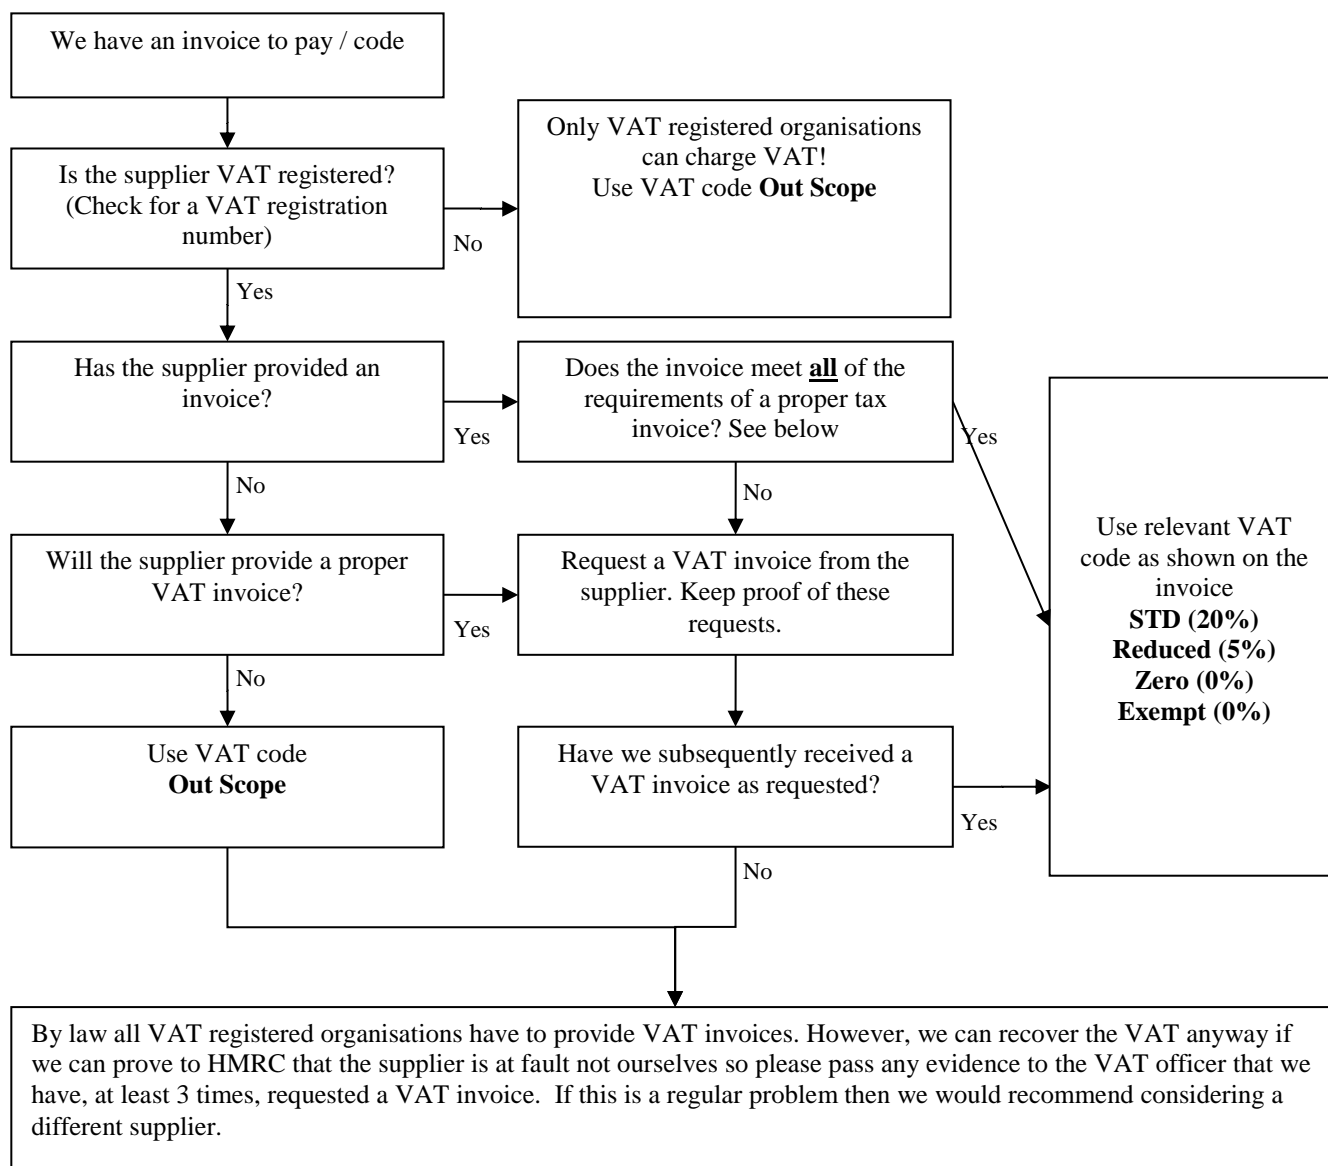 We have an invoice to pay / code
Only VAT registered organisations
can charge VAT!
Use VAT code Out Scope
Is the supplier VAT registered?
(Check for a VAT registration
number)
No
Yes
Has the supplier provided an
invoice?
Yes
Does the invoice meet all of the
requirements of a proper tax
invoice? See below
Yes
No
No
Will the supplier provide a proper
VAT invoice?
Yes
Request a VAT invoice from the
supplier. Keep proof of these
requests.
Use relevant VAT
code as shown on the
invoice
STD (20%)
Reduced (5%)
Zero (0%)
Exempt (0%)
No
Use VAT code
Out Scope
Have we subsequently received a
VAT invoice as requested?
Yes
No
By law all VAT registered organisations have to provide VAT invoices. However, we can recover the VAT anyway if
we can prove to HMRC that the supplier is at fault not ourselves so please pass any evidence to the VAT officer that we
have, at least 3 times, requested a VAT invoice.  If this is a regular problem then we would recommend considering a
different supplier.